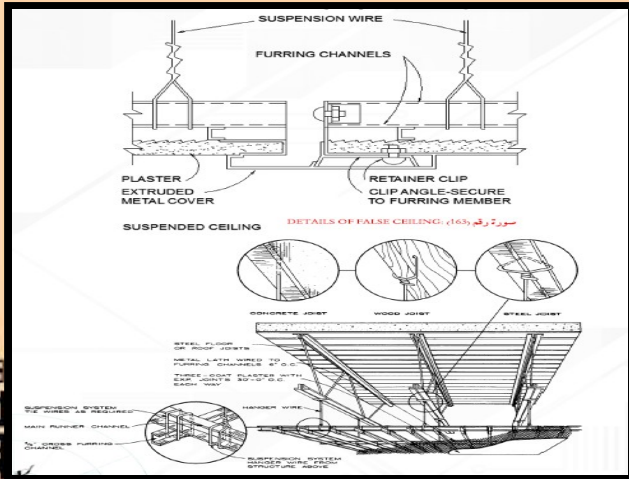 SUSPENSION WIRE
FURRING CHANNELS
PLASTER
EXTRUDED
METAL COVER
RETAINER CLIP
CLIP ANGLE-SECURE
TO FURRING MEMBER
SUSPENDED CEILING
DETAILS OF FALSE CEILING: (163) صورة رقم
CONCRETE JOIST
WOOD JOIST
STEEL JOIST
STEEL FLOOR
OR ROOF JOISTS
METAL LATH WIRED TO
FURRING CHANNELS 6" O.C.
THREE-COAT PLASTER WITH
EXP. JOINTS 30'-0" O.C.
EACH WAY
SUSPENSION SYSTEM
TIE WIRES AS REQUIRED
HANGER WIRE
MAIN RUNNER CHANNEL
CROSS FURRING
CHANNEL
SUSPENSION SYSTEM
HANGER WIRE FROM
STRUCTURE ABOVE